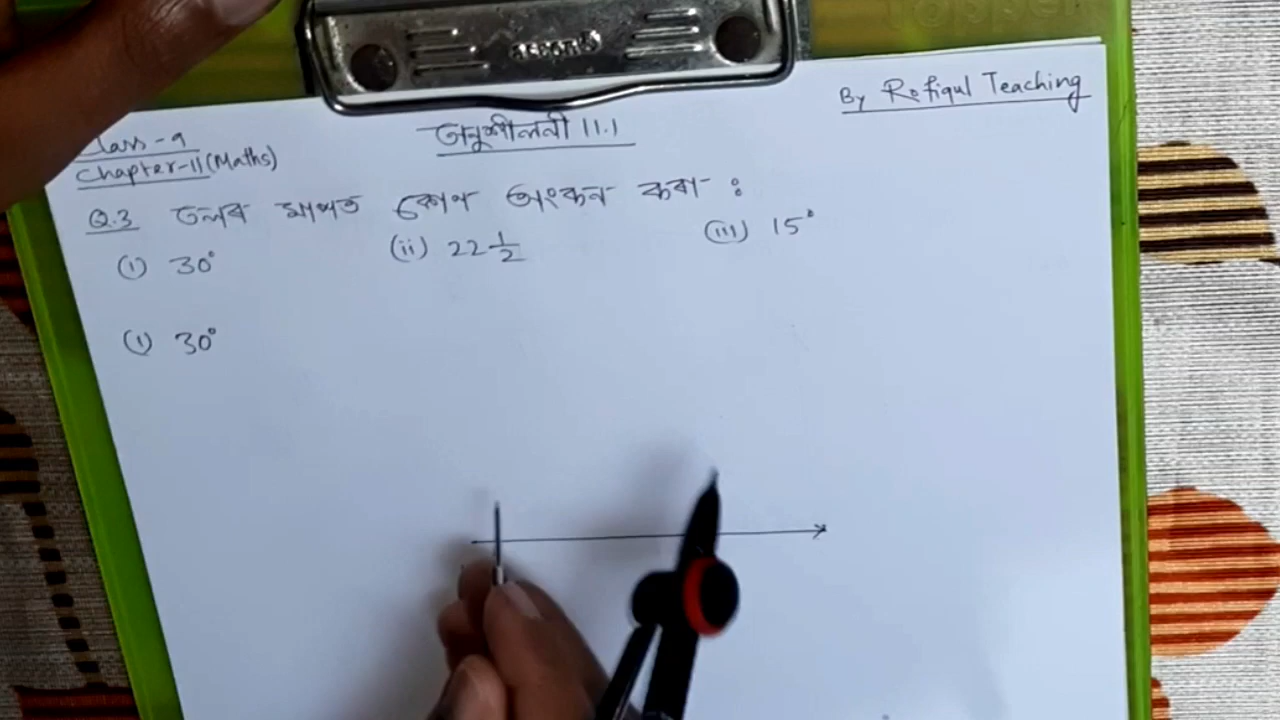 By Rofiqul Teaching
Class - 9
অনুশীলনী 11.1
Chapter-11 (Maths)
Q.3 তলৰ মাপত কোণ অংকন কৰা :
(i) 30° (ii) 22 1/2 (iii) 15°
(i) 30°